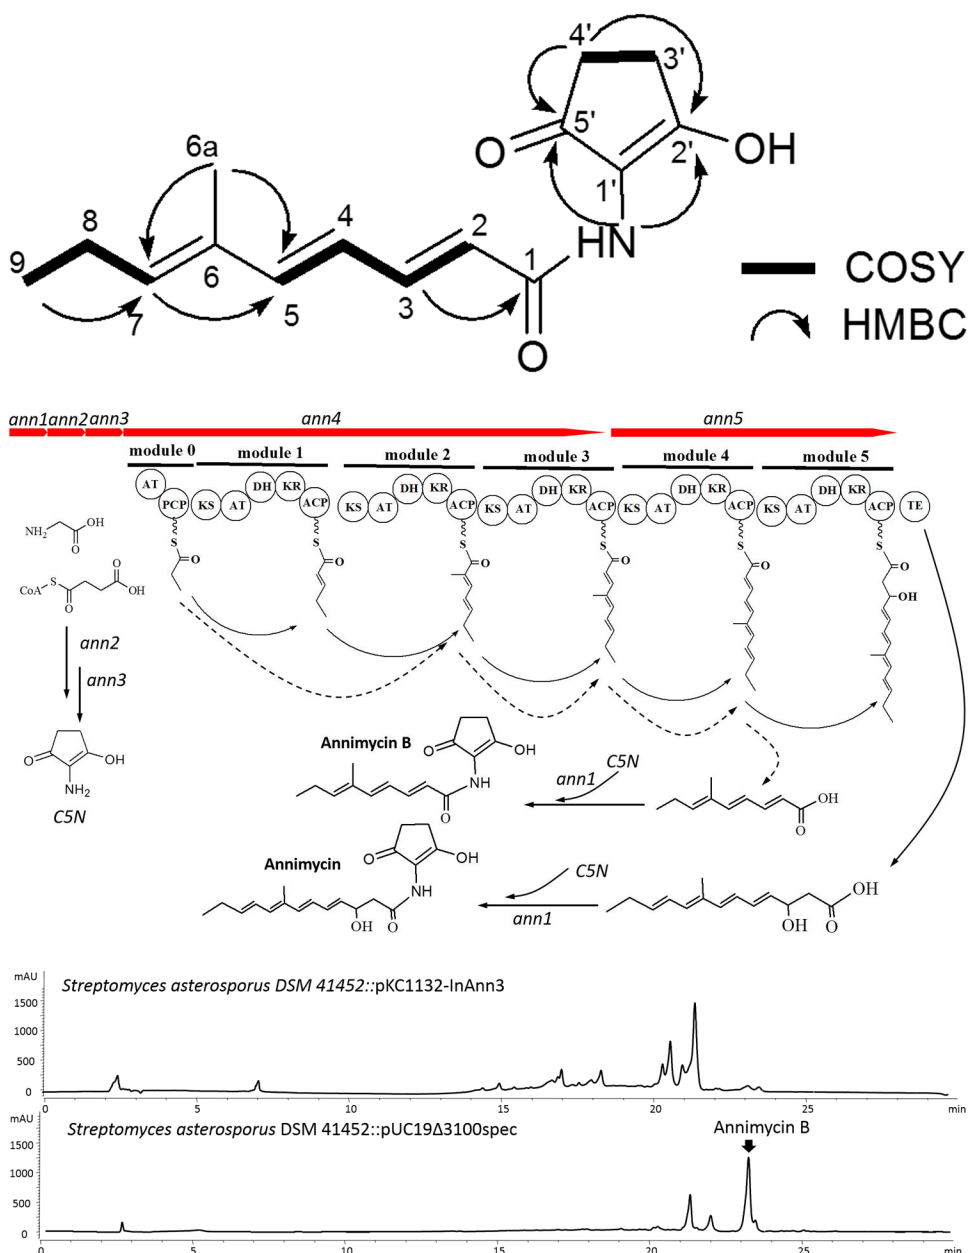 4'
3'
6a
5'
2'
OH
O
1'
8
4
2
HN
9
6
1
COSY
7
5
3
HMBC
O
ann1 ann2 ann3 ann4 ann5
module 0 module 1 module 2 module 3 module 4 module 5
AT PCP KS AT DH KR ACP KS AT DH KR ACP KS AT DH KR ACP KS AT DH KR ACP KS AT DH KR ACP TE
S S S S S S
O O O O O O
OH
NH2 OH
O
O
CoA S OH
O
ann2
ann3
O OH
NH2
C5N
Annimycin B
O OH
NH
O
C5N
ann1
OH
O
Annimycin
O OH
NH
OH O
C5N
ann1
OH
OH O
mAU
Streptomyces asterosporus DSM 41452::pKC1132-InAnn3
1500
1000
500
0
0 5 10 15 20 25 min
mAU
Streptomyces asterosporus DSM 41452::pUC19Δ3100spec
Annimycin B
1500
1000
500
0
0 5 10 15 20 25 min